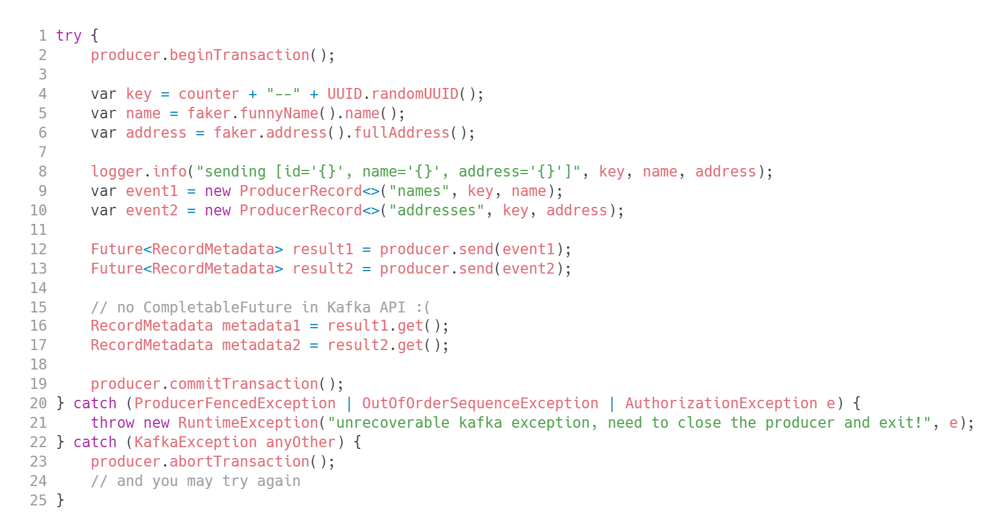 1 try {
2     producer.beginTransaction();
3
4     var key = counter + "--" + UUID.randomUUID();
5     var name = faker.funnyName().name();
6     var address = faker.address().fullAddress();
7
8     logger.info("sending [id='{}', name='{}', address='{}']", key, name, address);
9     var event1 = new ProducerRecord<>("names", key, name);
10     var event2 = new ProducerRecord<>("addresses", key, address);
11
12     Future<RecordMetadata> result1 = producer.send(event1);
13     Future<RecordMetadata> result2 = producer.send(event2);
14
15     // no CompletableFuture in Kafka API :(
16     RecordMetadata metadata1 = result1.get();
17     RecordMetadata metadata2 = result2.get();
18
19     producer.commitTransaction();
20 } catch (ProducerFencedException | OutOfOrderSequenceException | AuthorizationException e) {
21     throw new RuntimeException("unrecoverable kafka exception, need to close the producer and exit!", e);
22 } catch (KafkaException anyOther) {
23     producer.abortTransaction();
24     // and you may try again
25 }